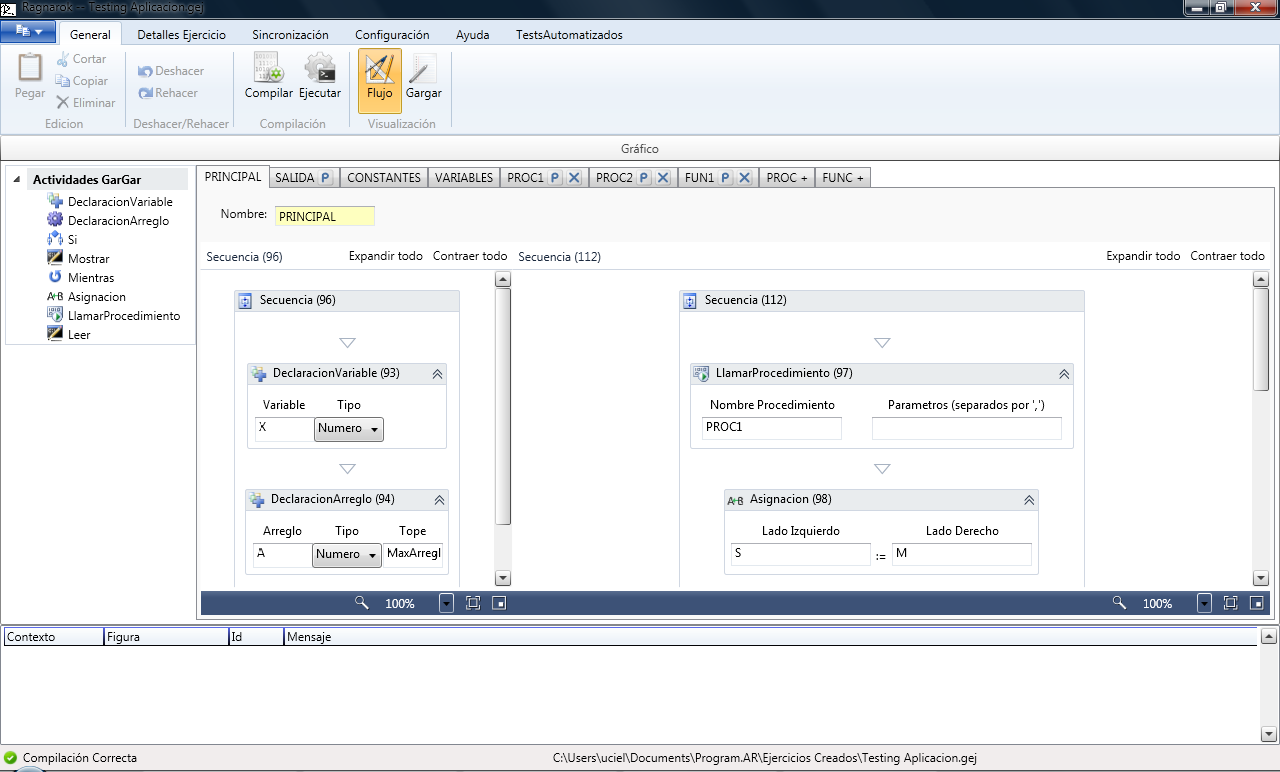 Ragnarok -- Testing Aplicacion.gej
General Detalles Ejercicio Sincronización Configuración Ayuda TestsAutomatizados
Pegar
Cortar
Copiar
Eliminar
Edicion
Deshacer
Rehacer
Deshacer/Rehacer
Compilar Ejecutar
Compilación
Flujo Gargar
Visualización
Gráfico
Actividades GarGar
DeclaracionVariable
DeclaracionArreglo
Si
Mostrar
Mientras
A+B Asignacion
LlamarProcedimiento
Leer
PRINCIPAL SALIDA P CONSTANTES VARIABLES PROC1 P PROC2 P FUN1 P PROC + FUNC +
Nombre: PRINCIPAL
Secuencia (96) Expandir todo Contraer todo
Secuencia (96)
DeclaracionVariable (93)
Variable Tipo
X Numero
DeclaracionArreglo (94)
Arreglo Tipo Tope
A Numero MaxArregl
100%
Secuencia (112) Expandir todo Contraer todo
Secuencia (112)
LlamarProcedimiento (97)
Nombre Procedimiento Parametros (separados por ',')
PROC1
A+B Asignacion (98)
Lado Izquierdo Lado Derecho
S := M
100%
Contexto Figura Id Mensaje
Compilación Correcta C:\Users\uciel\Documents\Program.AR\Ejercicios Creados\Testing Aplicacion.gej